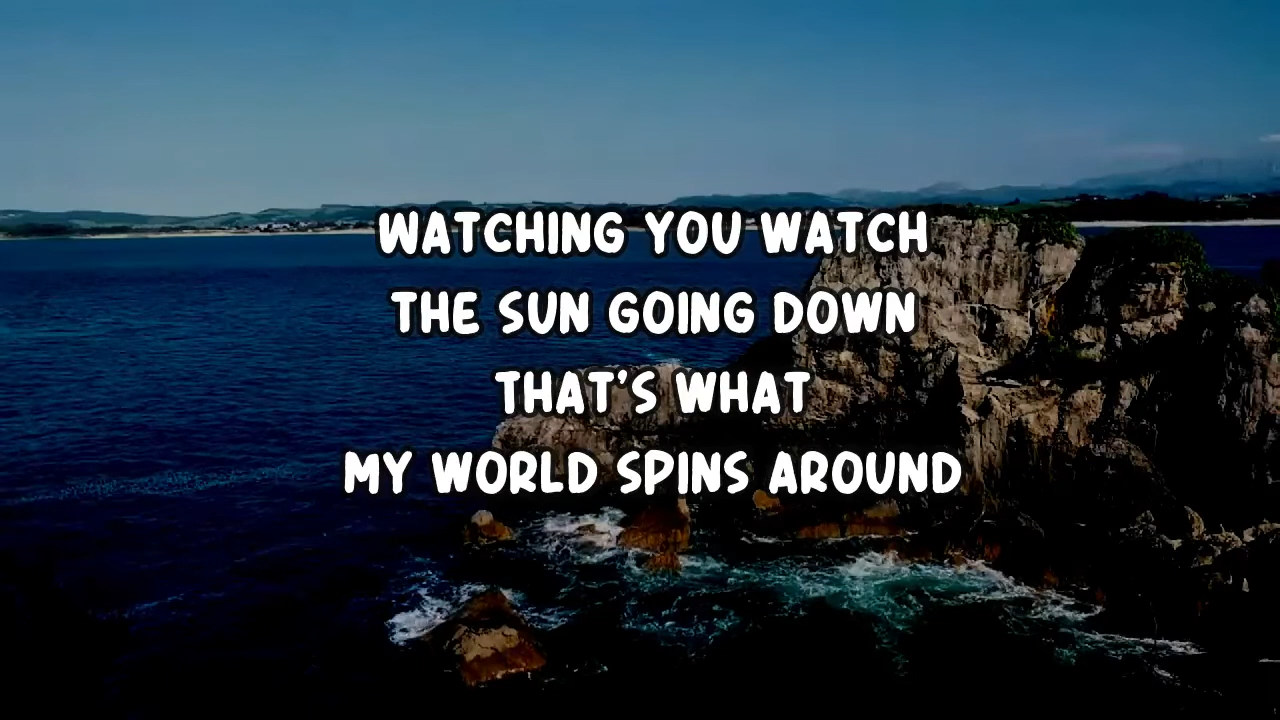 WATCHING YOU WATCH
THE SUN GOING DOWN
THAT'S WHAT
MY WORLD SPINS AROUND